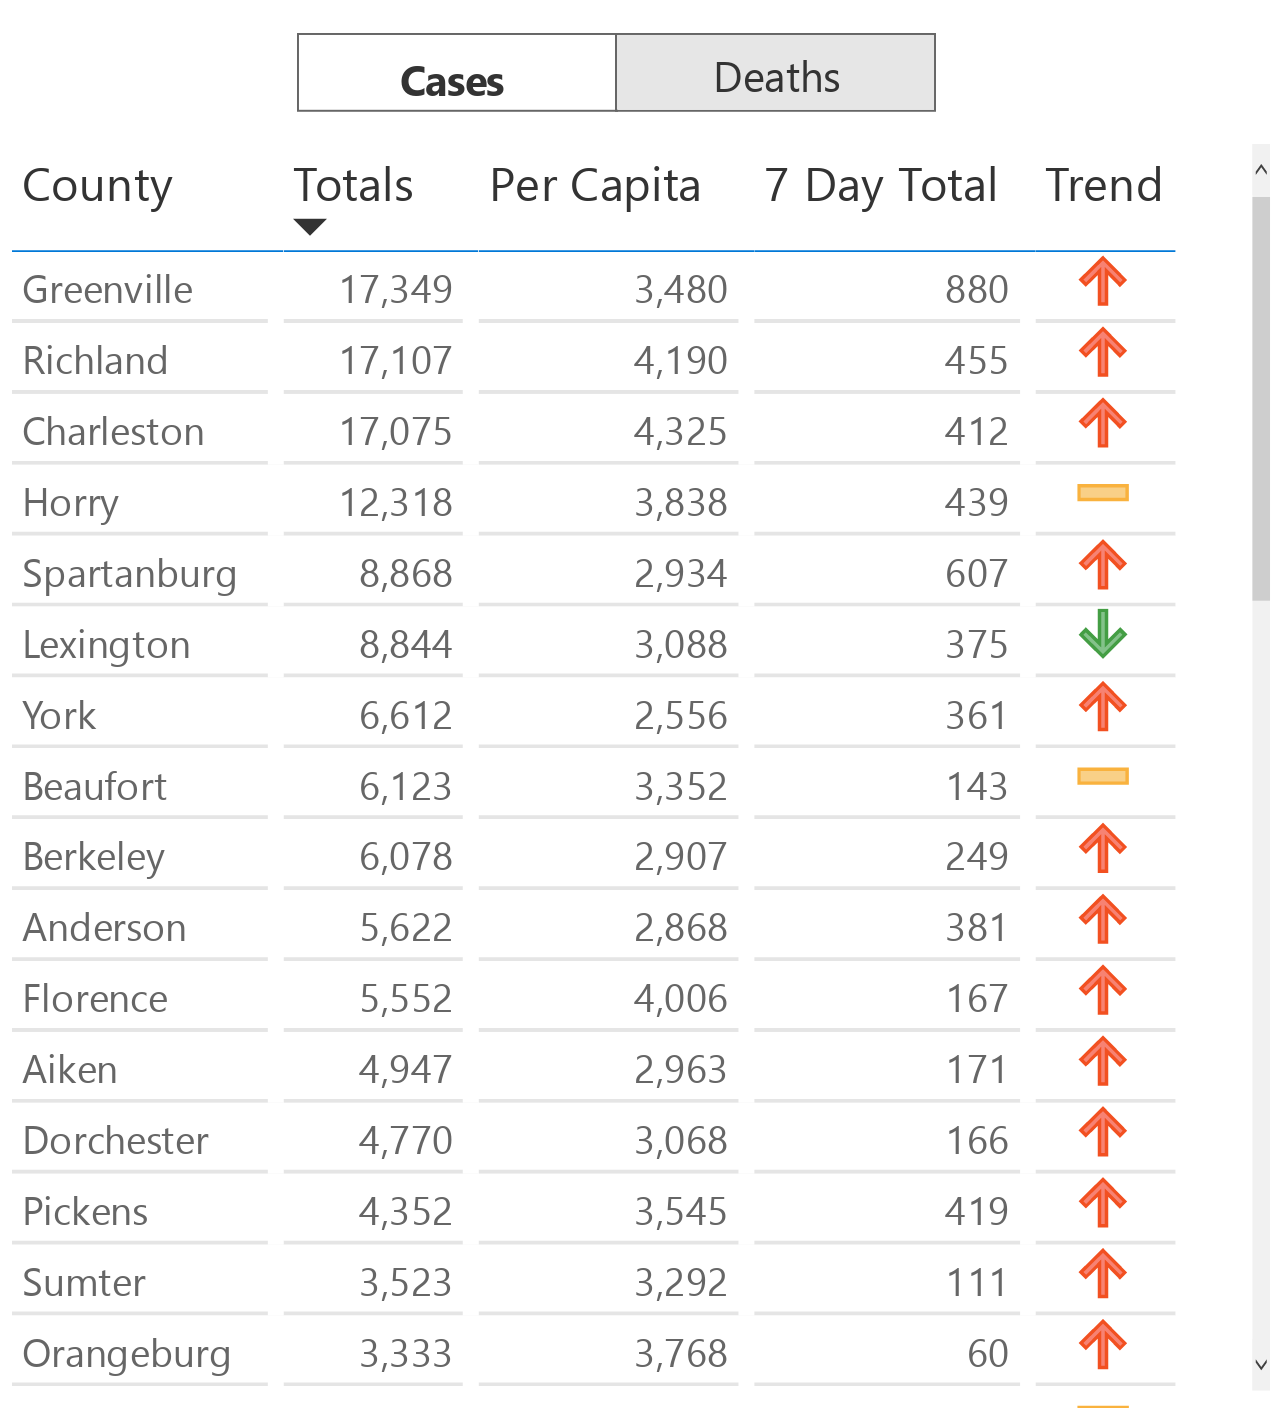 Cases Deaths
County Totals Per Capita 7 Day Total Trend
Greenville 17,349 3,480 880
Richland 17,107 4,190 455
Charleston 17,075 4,325 412
Horry 12,318 3,838 439
Spartanburg 8,868 2,934 607
Lexington 8,844 3,088 375
York 6,612 2,556 361
Beaufort 6,123 3,352 143
Berkeley 6,078 2,907 249
Anderson 5,622 2,868 381
Florence 5,552 4,006 167
Aiken 4,947 2,963 171
Dorchester 4,770 3,068 166
Pickens 4,352 3,545 419
Sumter 3,523 3,292 111
Orangeburg 3,333 3,768 60